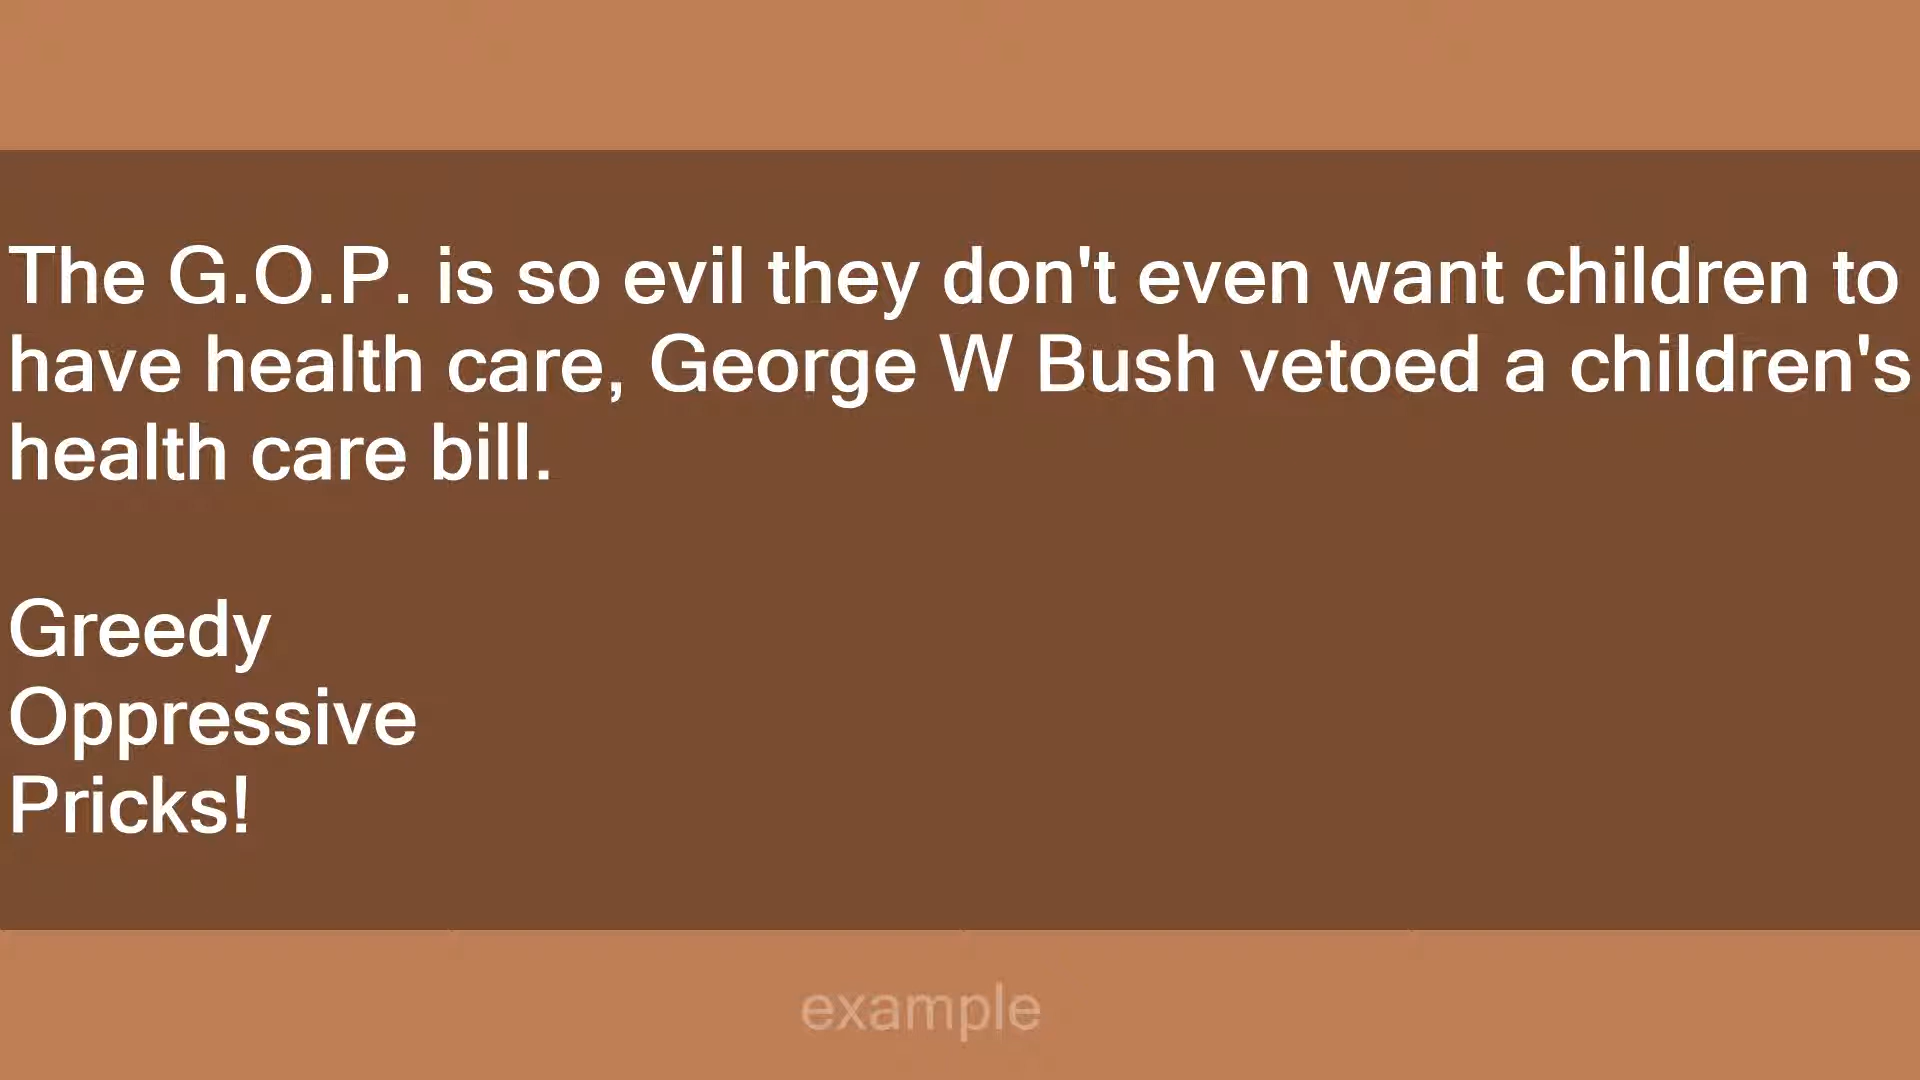 The G.O.P. is so evil they don't even want children to
have health care, George W Bush vetoed a children's
health care bill.
Greedy
Oppressive
Pricks!
example